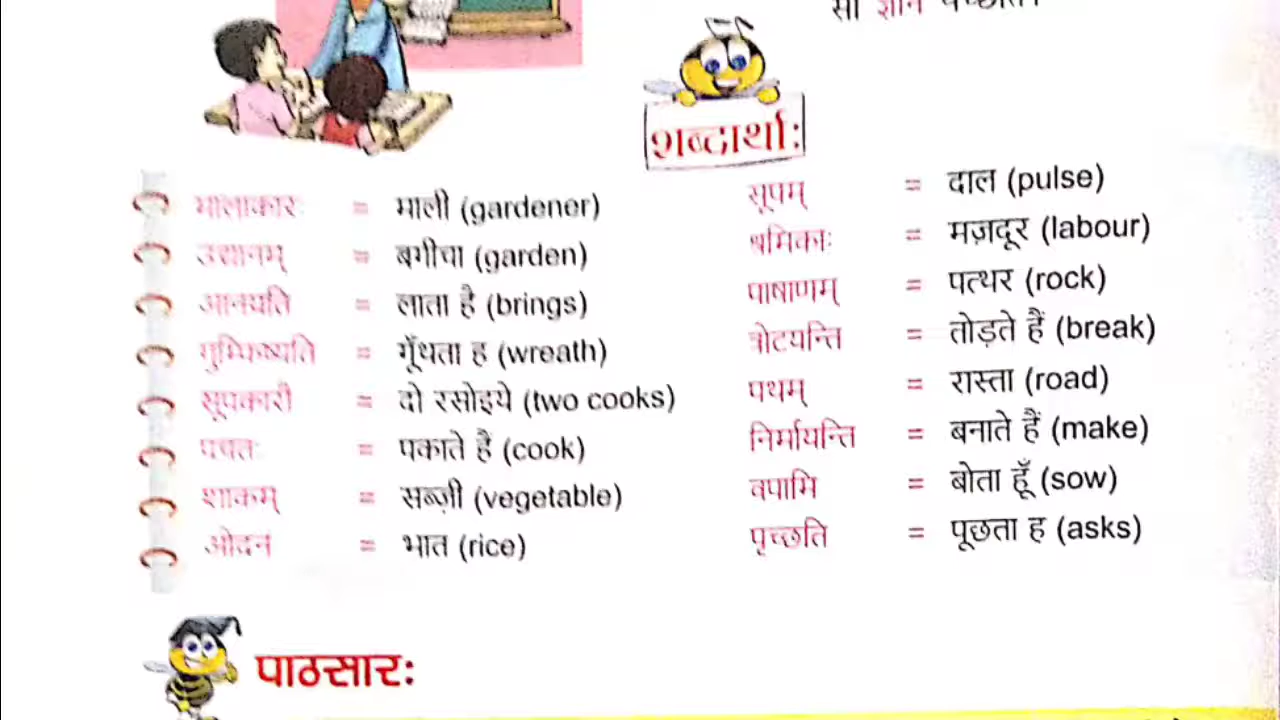 शब्दार्थाः
मालाकारः = माली (gardener)
उद्यानम् = बगीचा (garden)
आनयति = लाता है (brings)
= गूँथता ह (wreath)
सूपकारी = दो रसोइये (two cooks)
पचतः = पकाते हैं (cook)
शाकम् = सब्ज़ी (vegetable)
ओदन = भात (rice)
सूपम् = दाल (pulse)
श्रमिकाः = मज़दूर (labour)
पाषाणम् = पत्थर (rock)
त्रोटयन्ति = तोड़ते हैं (break)
पथम् = रास्ता (road)
निर्मायन्ति = बनाते हैं (make)
वपामि = बोता हूँ (sow)
पृच्छति = पूछता ह (asks)
पाठसारः